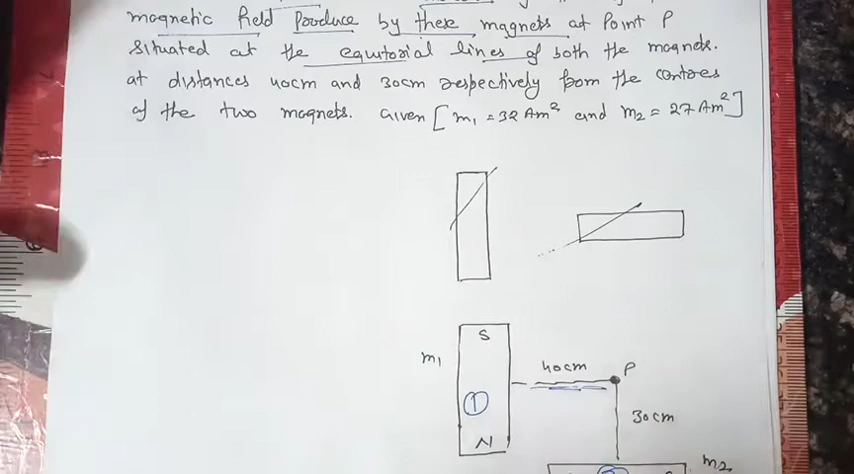 magnetic field Produce by these magnets at Point P
Situated at the equitorial lines of both the magnets.
at distances 40cm and 30cm respectively from the centores
of the two magnets. Given [m₁ = 32 Am² and m₂ = 27 Am²]
S
m₁
40cm
P
①
30cm
N
m₂